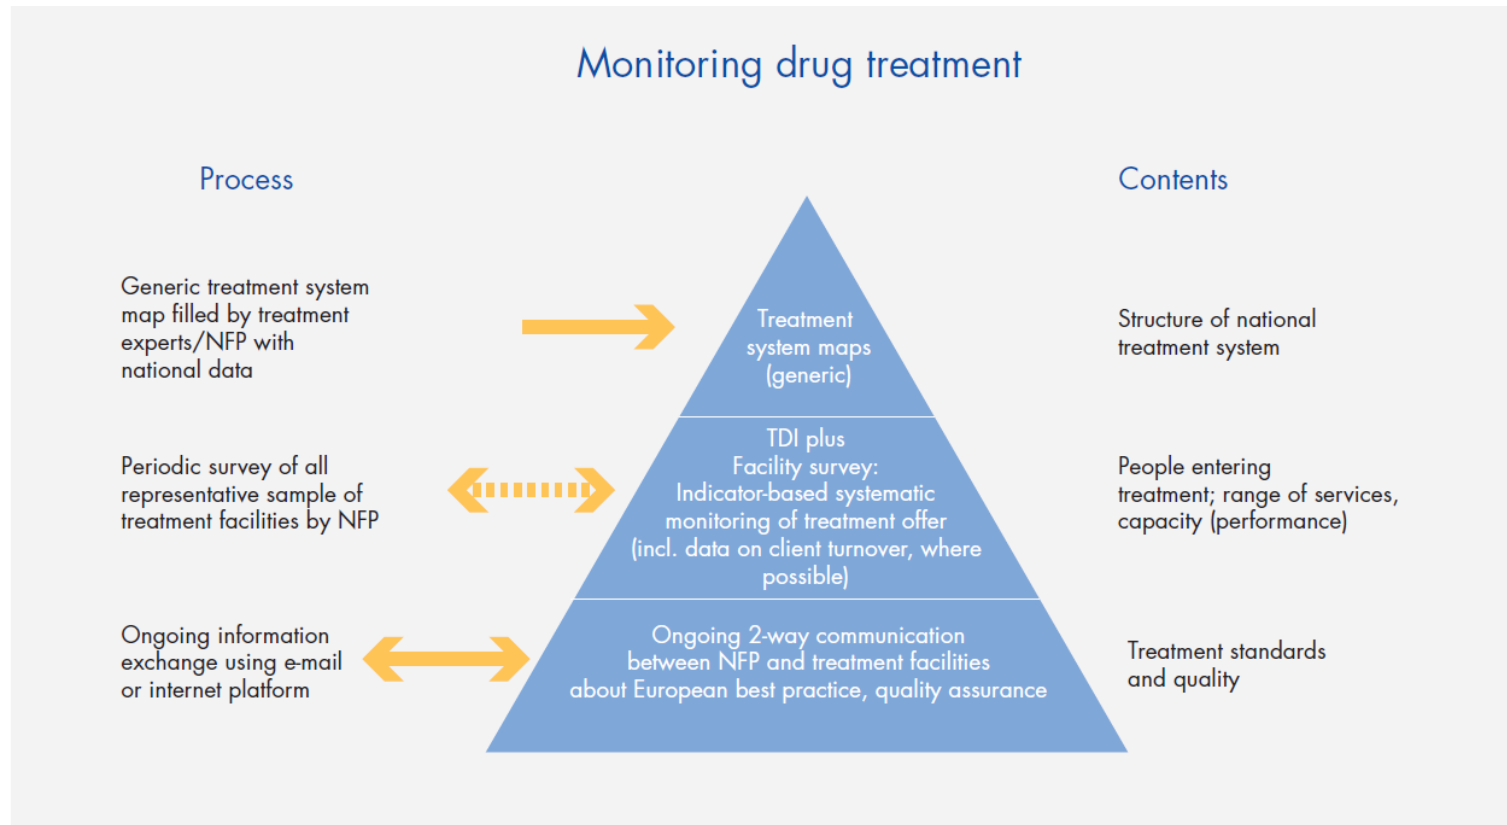 Monitoring drug treatment
Process
Contents
Generic treatment system
map filled by treatment
experts/NFP with
national data
Treatment
system maps
(generic)
Structure of national
treatment system
Periodic survey of all
representative sample of
treatment facilities by NFP
TDI plus
Facility survey:
Indicator-based systematic
monitoring of treatment offer
(incl. data on client turnover, where
possible)
People entering
treatment; range of services,
capacity (performance)
Ongoing information
exchange using e-mail
or internet platform
Ongoing 2-way communication
between NFP and treatment facilities
about European best practice, quality assurance
Treatment standards
and quality